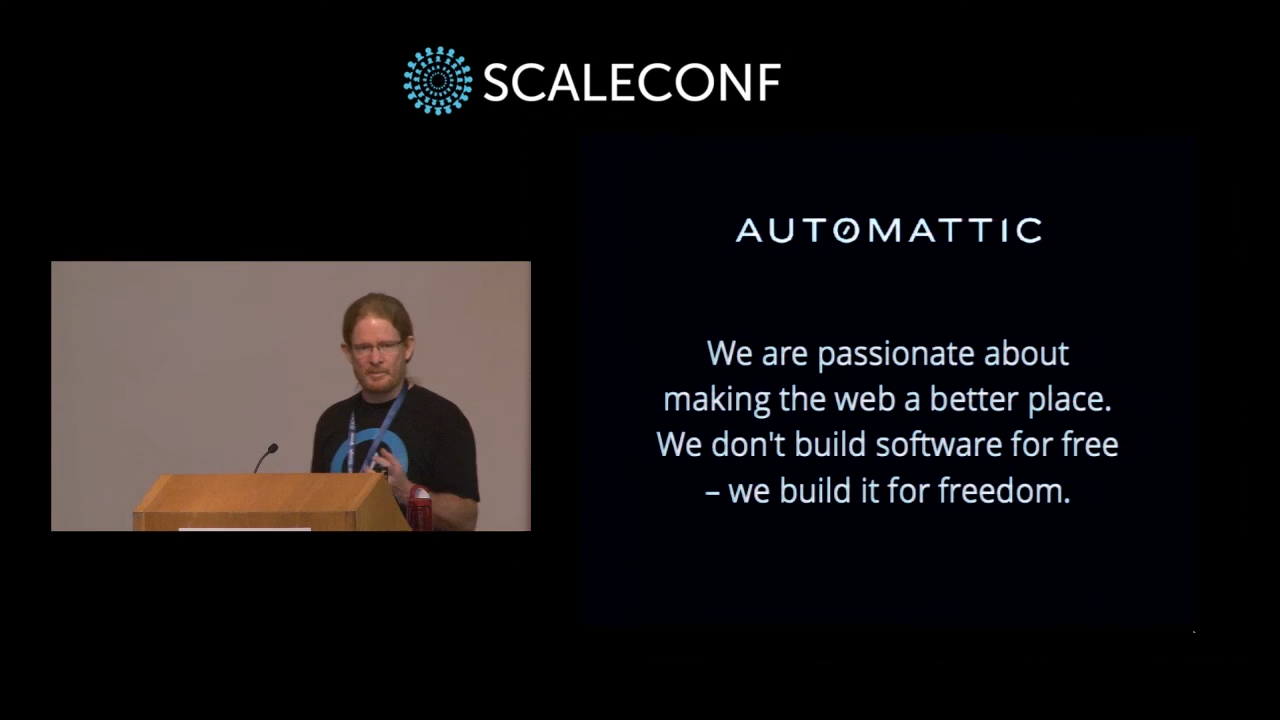 SCALECONF
AUTOMATTIC
We are passionate about
making the web a better place.
We don't build software for free
– we build it for freedom.